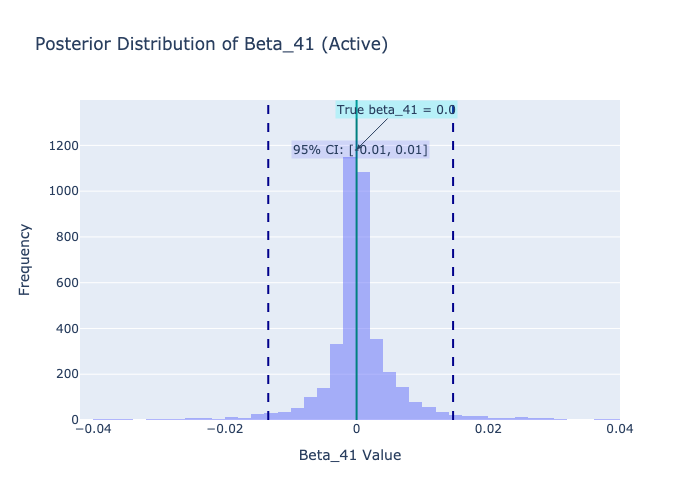 Posterior Distribution of Beta_41 (Active)
True beta_41 = 0.0
95% CI: [-0.01, 0.01]
1200
1000
800
600
400
200
0
Frequency
−0.04
−0.02
0
0.02
0.04
Beta_41 Value